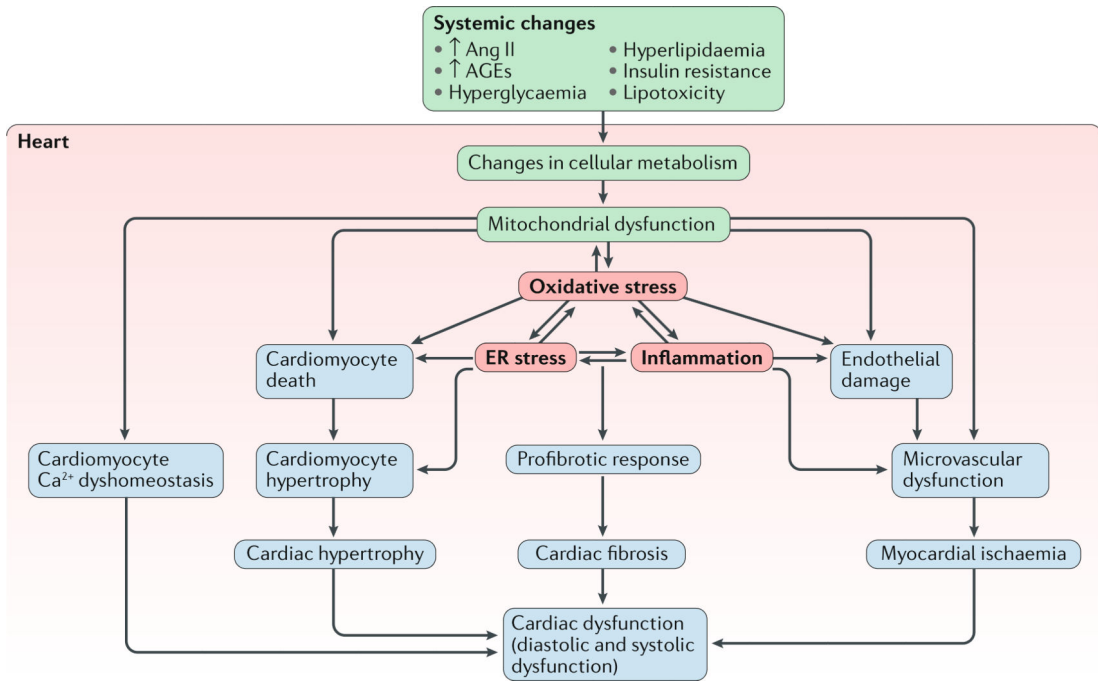 Systemic changes
• ↑ Ang II
• ↑ AGEs
• Hyperglycaemia
• Hyperlipidaemia
• Insulin resistance
• Lipotoxicity
Heart
Changes in cellular metabolism
Mitochondrial dysfunction
Oxidative stress
Cardiomyocyte
death
ER stress
Inflammation
Endothelial
damage
Cardiomyocyte
Ca²⁺ dyshomeostasis
Cardiomyocyte
hypertrophy
Profibrotic response
Microvascular
dysfunction
Cardiac hypertrophy
Cardiac fibrosis
Myocardial ischaemia
Cardiac dysfunction
(diastolic and systolic
dysfunction)